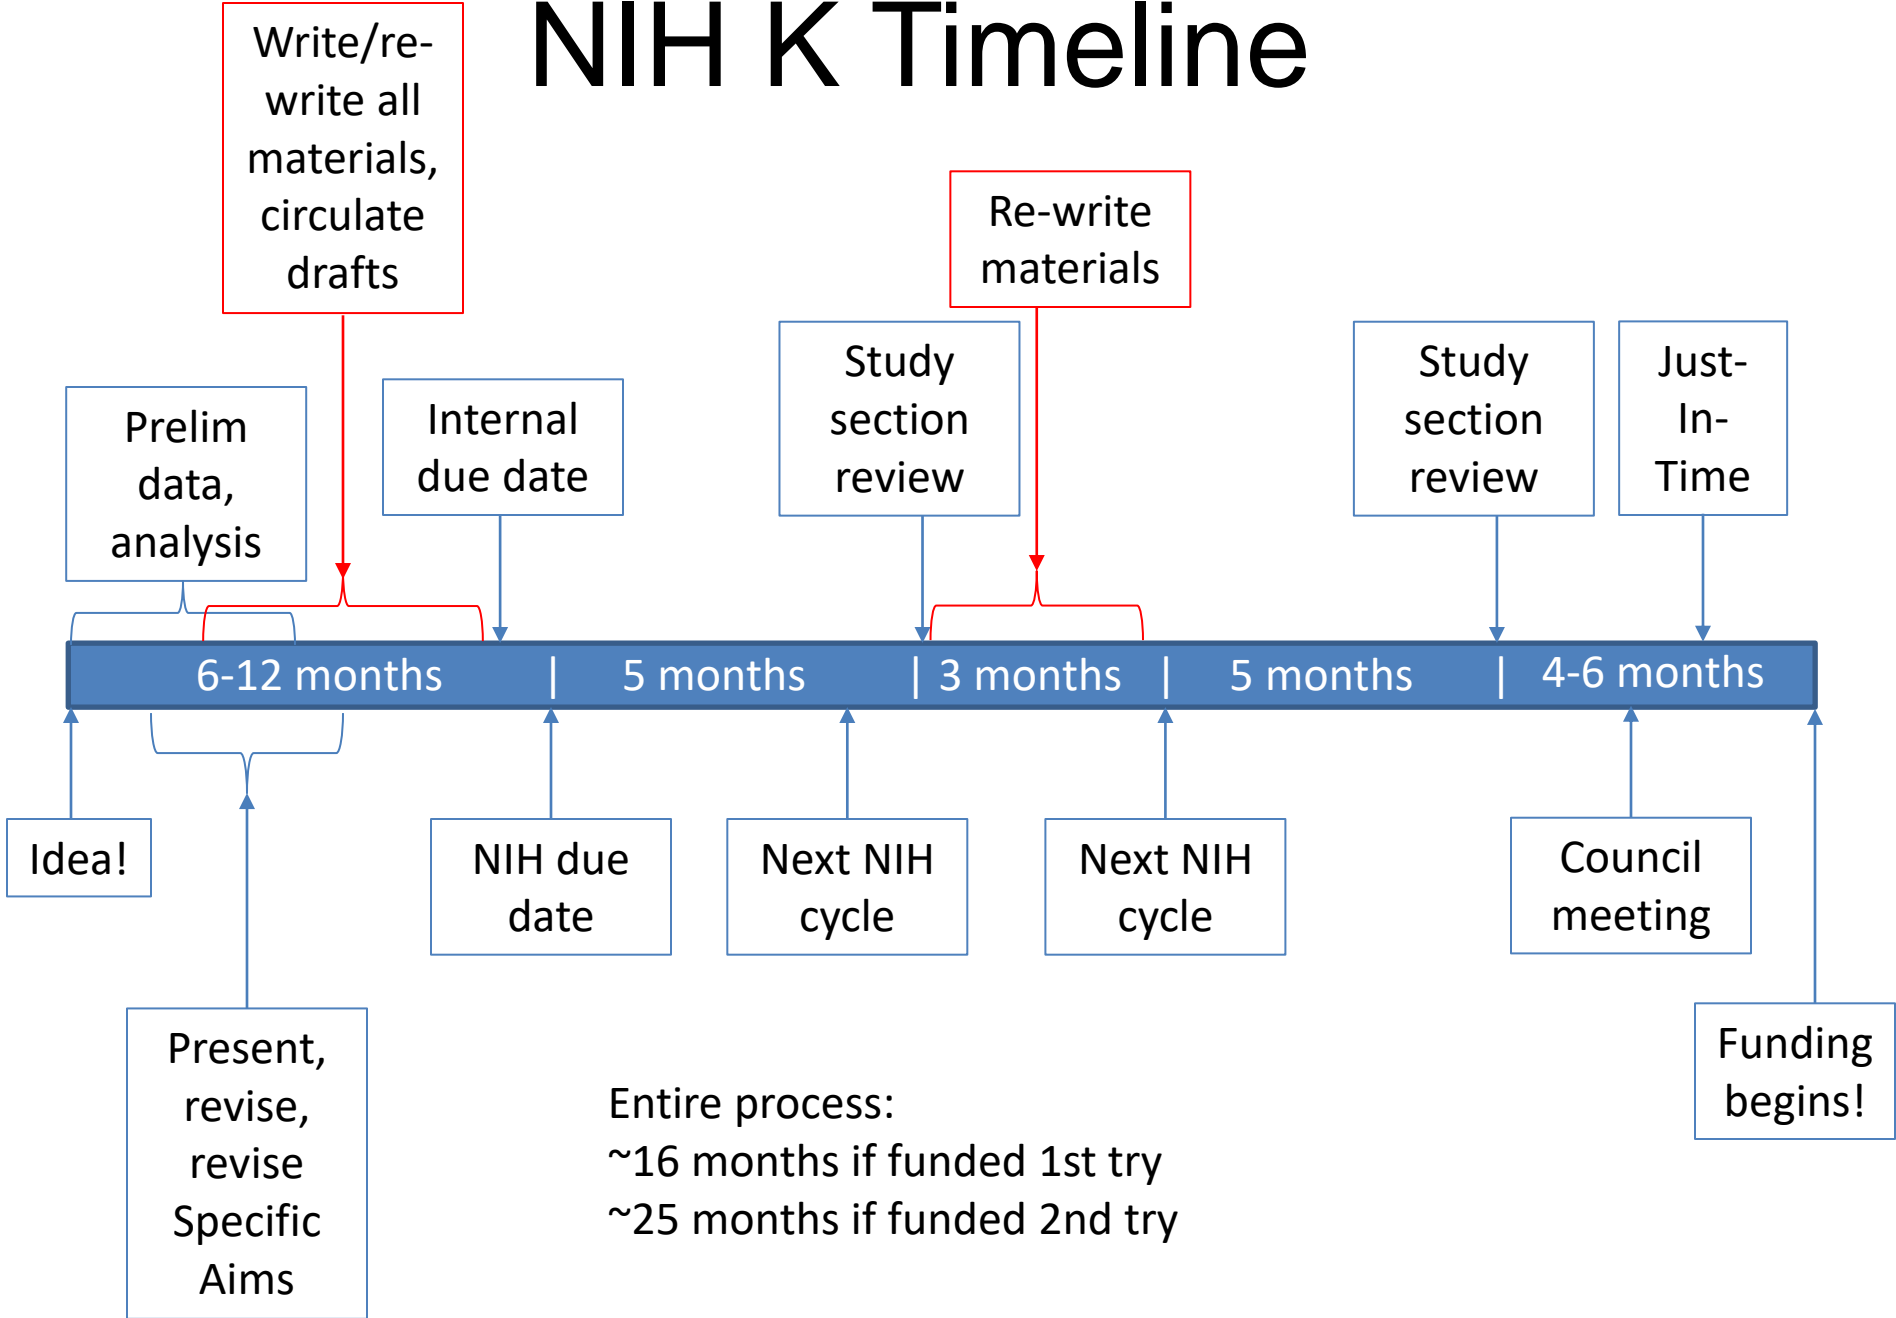 NIH K Timeline
Write/re-
write all
materials,
circulate
drafts
Re-write
materials
Prelim
data,
analysis
Internal
due date
Study
section
review
Study
section
review
Just-
In-
Time
6-12 months | 5 months | 3 months | 5 months | 4-6 months
Idea!
NIH due
date
Next NIH
cycle
Next NIH
cycle
Council
meeting
Present,
revise,
revise
Specific
Aims
Funding
begins!
Entire process:
~16 months if funded 1st try
~25 months if funded 2nd try